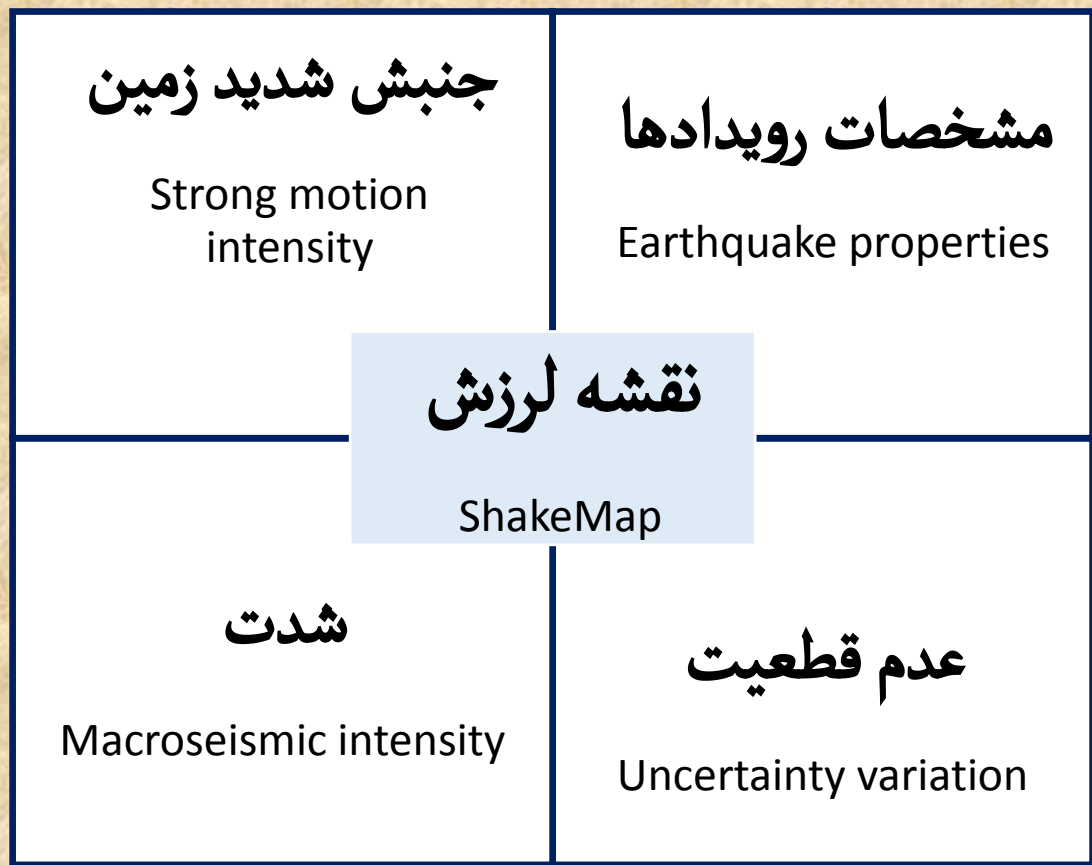 جنبش شدید زمین
Strong motion
intensity
مشخصات رویدادها
Earthquake properties
نقشه لرزش
ShakeMap
شدت
Macroseismic intensity
عدم قطعیت
Uncertainty variation